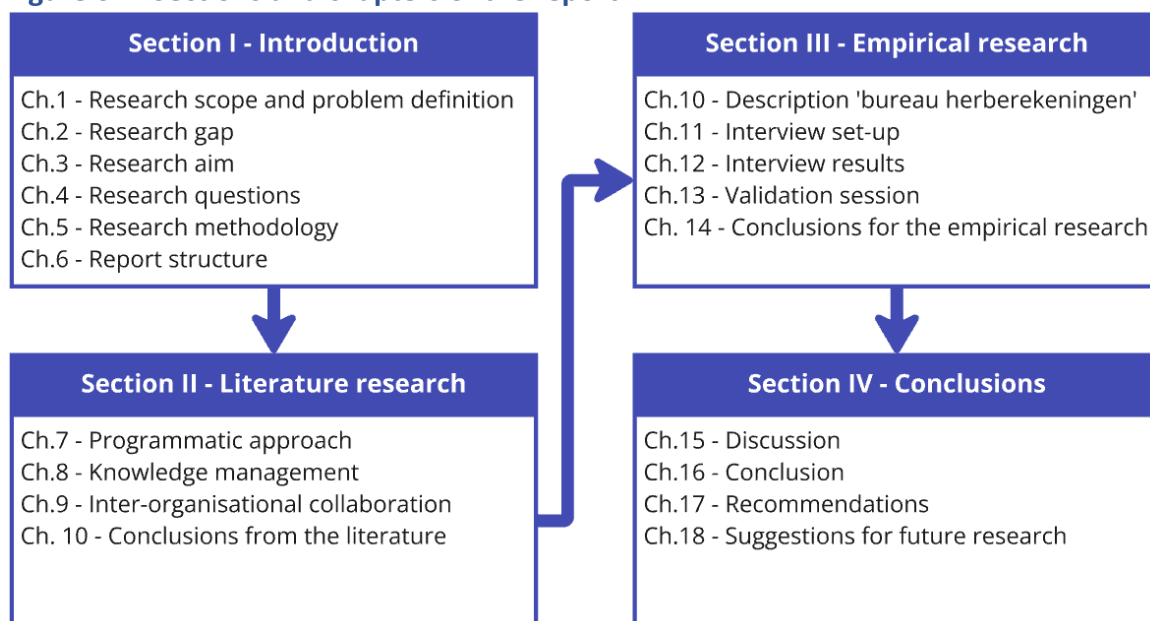 Section I - Introduction
Ch.1 - Research scope and problem definition
Ch.2 - Research gap
Ch.3 - Research aim
Ch.4 - Research questions
Ch.5 - Research methodology
Ch.6 - Report structure
Section II - Literature research
Ch.7 - Programmatic approach
Ch.8 - Knowledge management
Ch.9 - Inter-organisational collaboration
Ch. 10 - Conclusions from the literature
Section III - Empirical research
Ch.10 - Description 'bureau herberekeningen'
Ch.11 - Interview set-up
Ch.12 - Interview results
Ch.13 - Validation session
Ch. 14 - Conclusions for the empirical research
Section IV - Conclusions
Ch.15 - Discussion
Ch.16 - Conclusion
Ch.17 - Recommendations
Ch.18 - Suggestions for future research